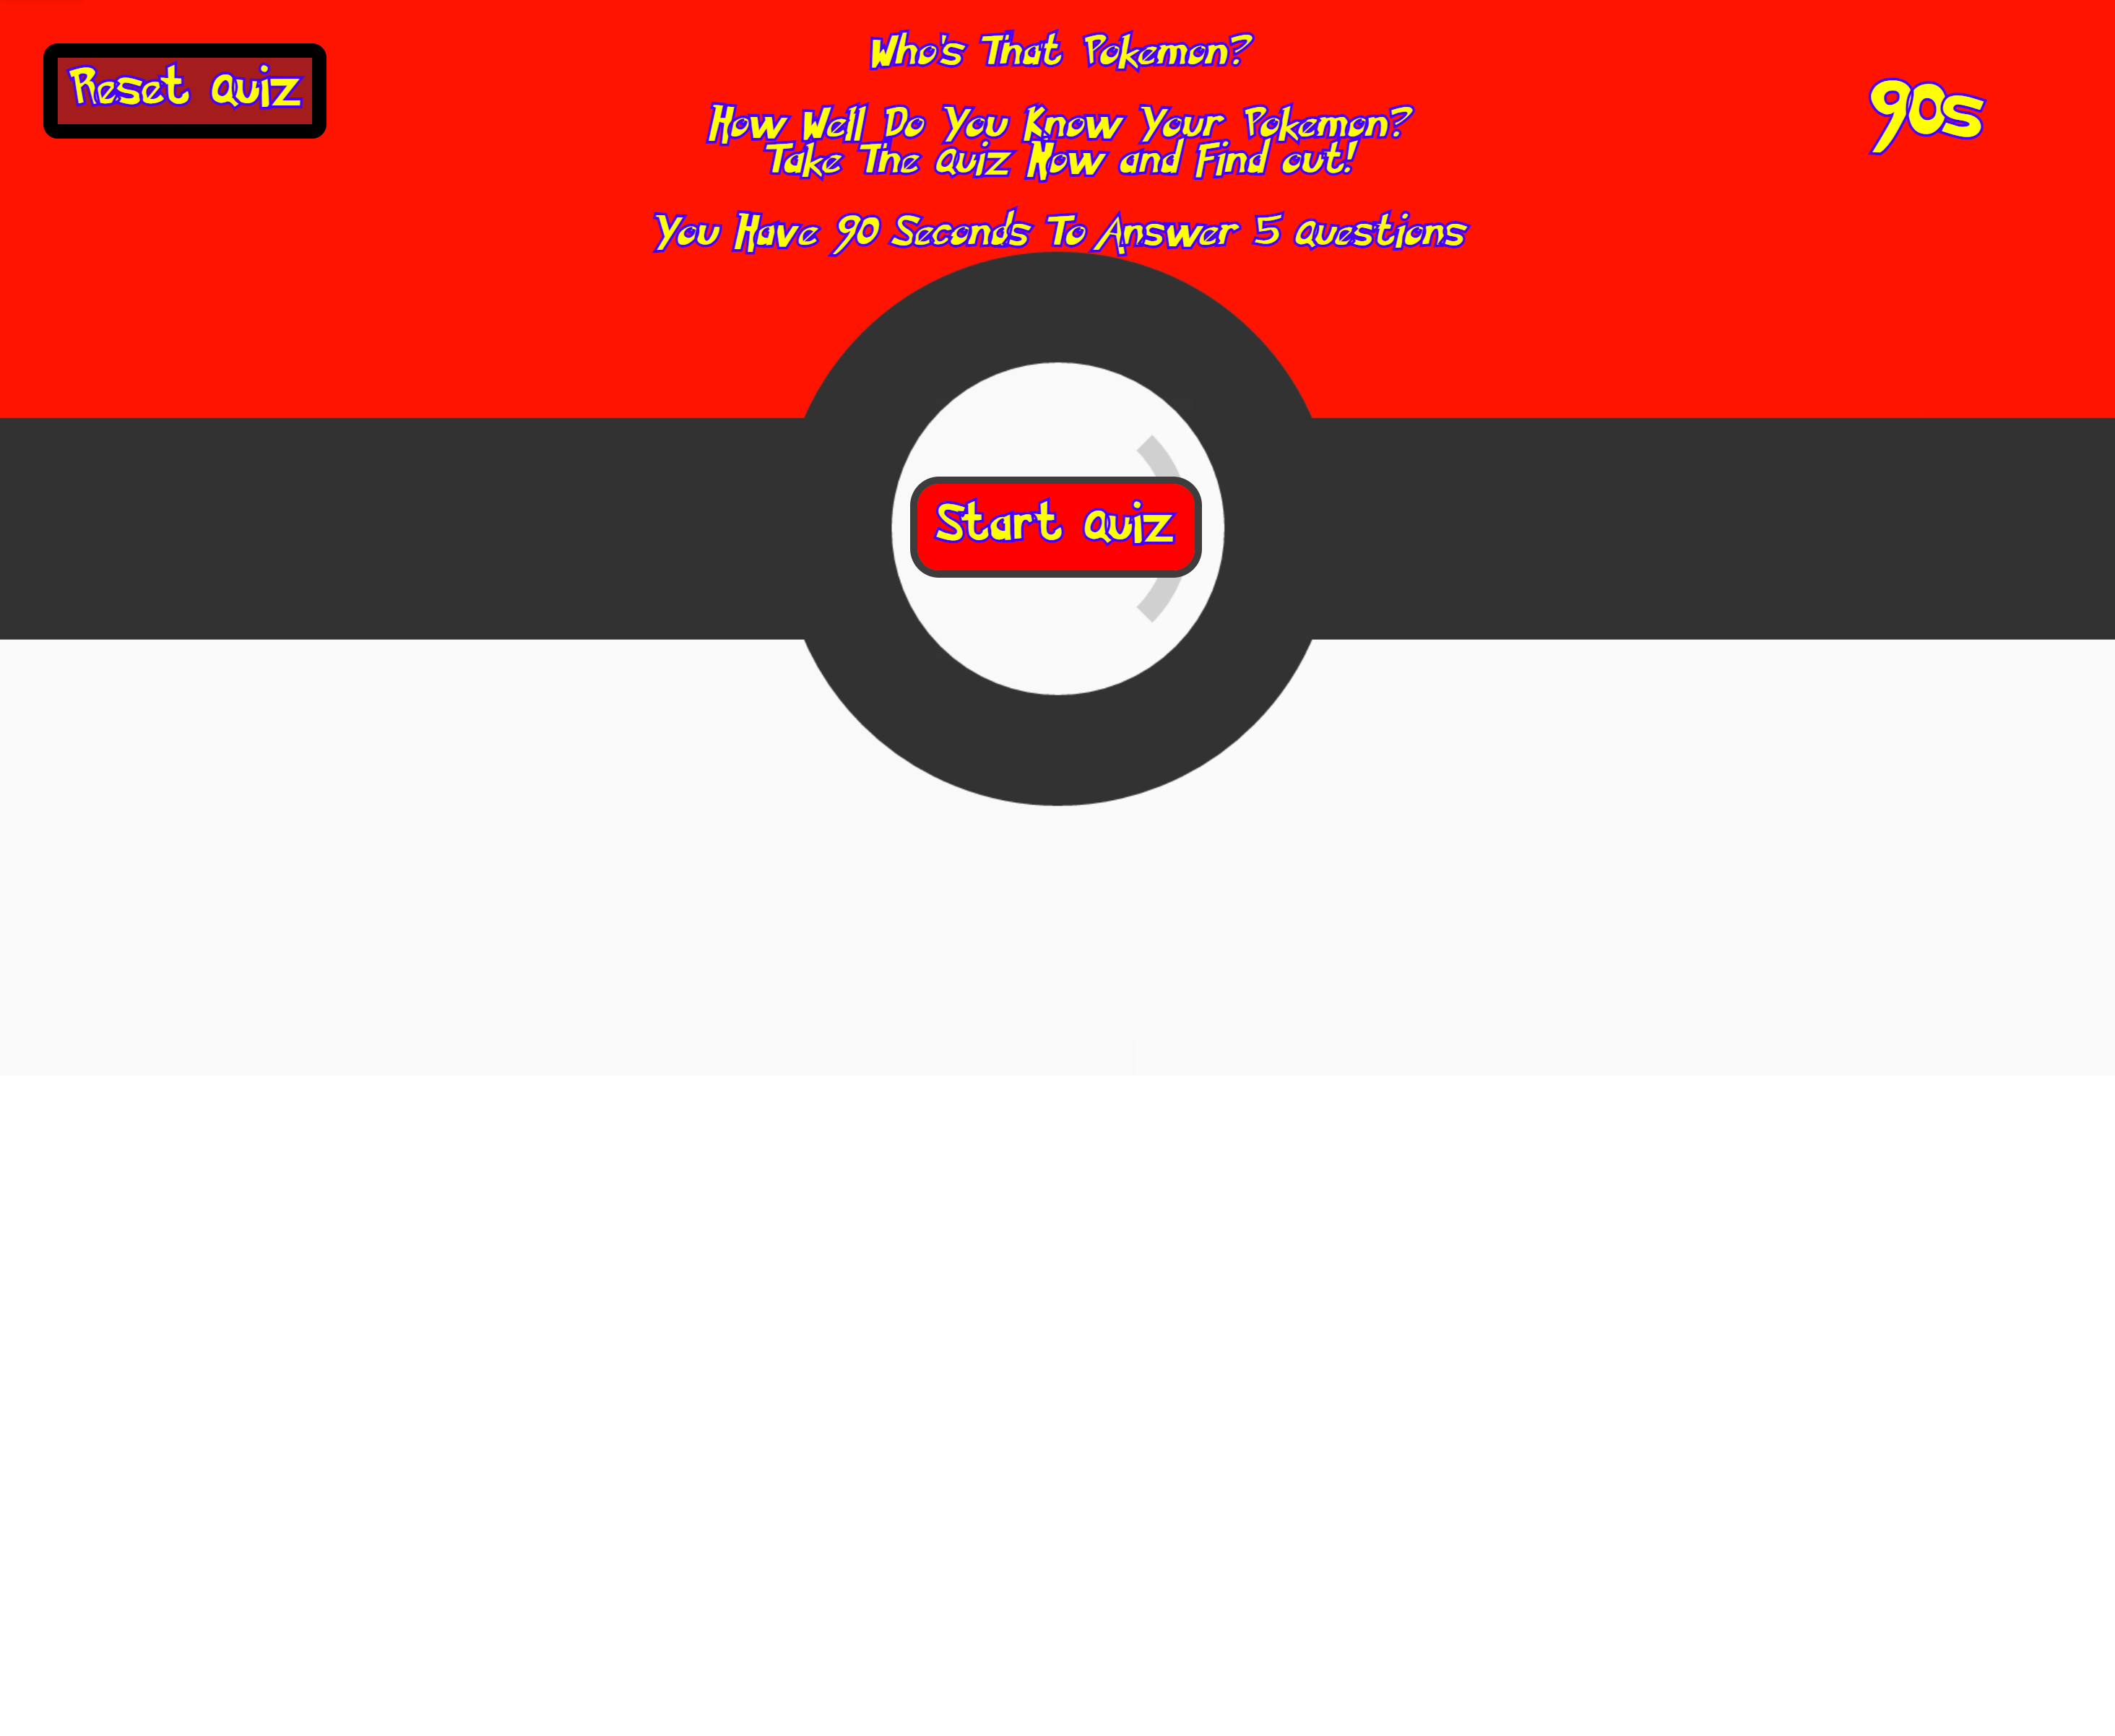 Reset quiz
Who's That Pokemon?
90s
How Well Do You Know Your Pokemon?
Take The quiz Now and Find out!
You Have 90 Seconds To Answer 5 questions
Start quiz